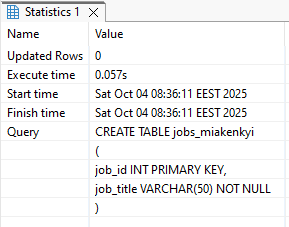 Statistics 1
Name Value
Updated Rows 0
Execute time 0.057s
Start time Sat Oct 04 08:36:11 EEST 2025
Finish time Sat Oct 04 08:36:11 EEST 2025
Query CREATE TABLE jobs_miakenkyi
(
job_id INT PRIMARY KEY,
job_title VARCHAR(50) NOT NULL
)